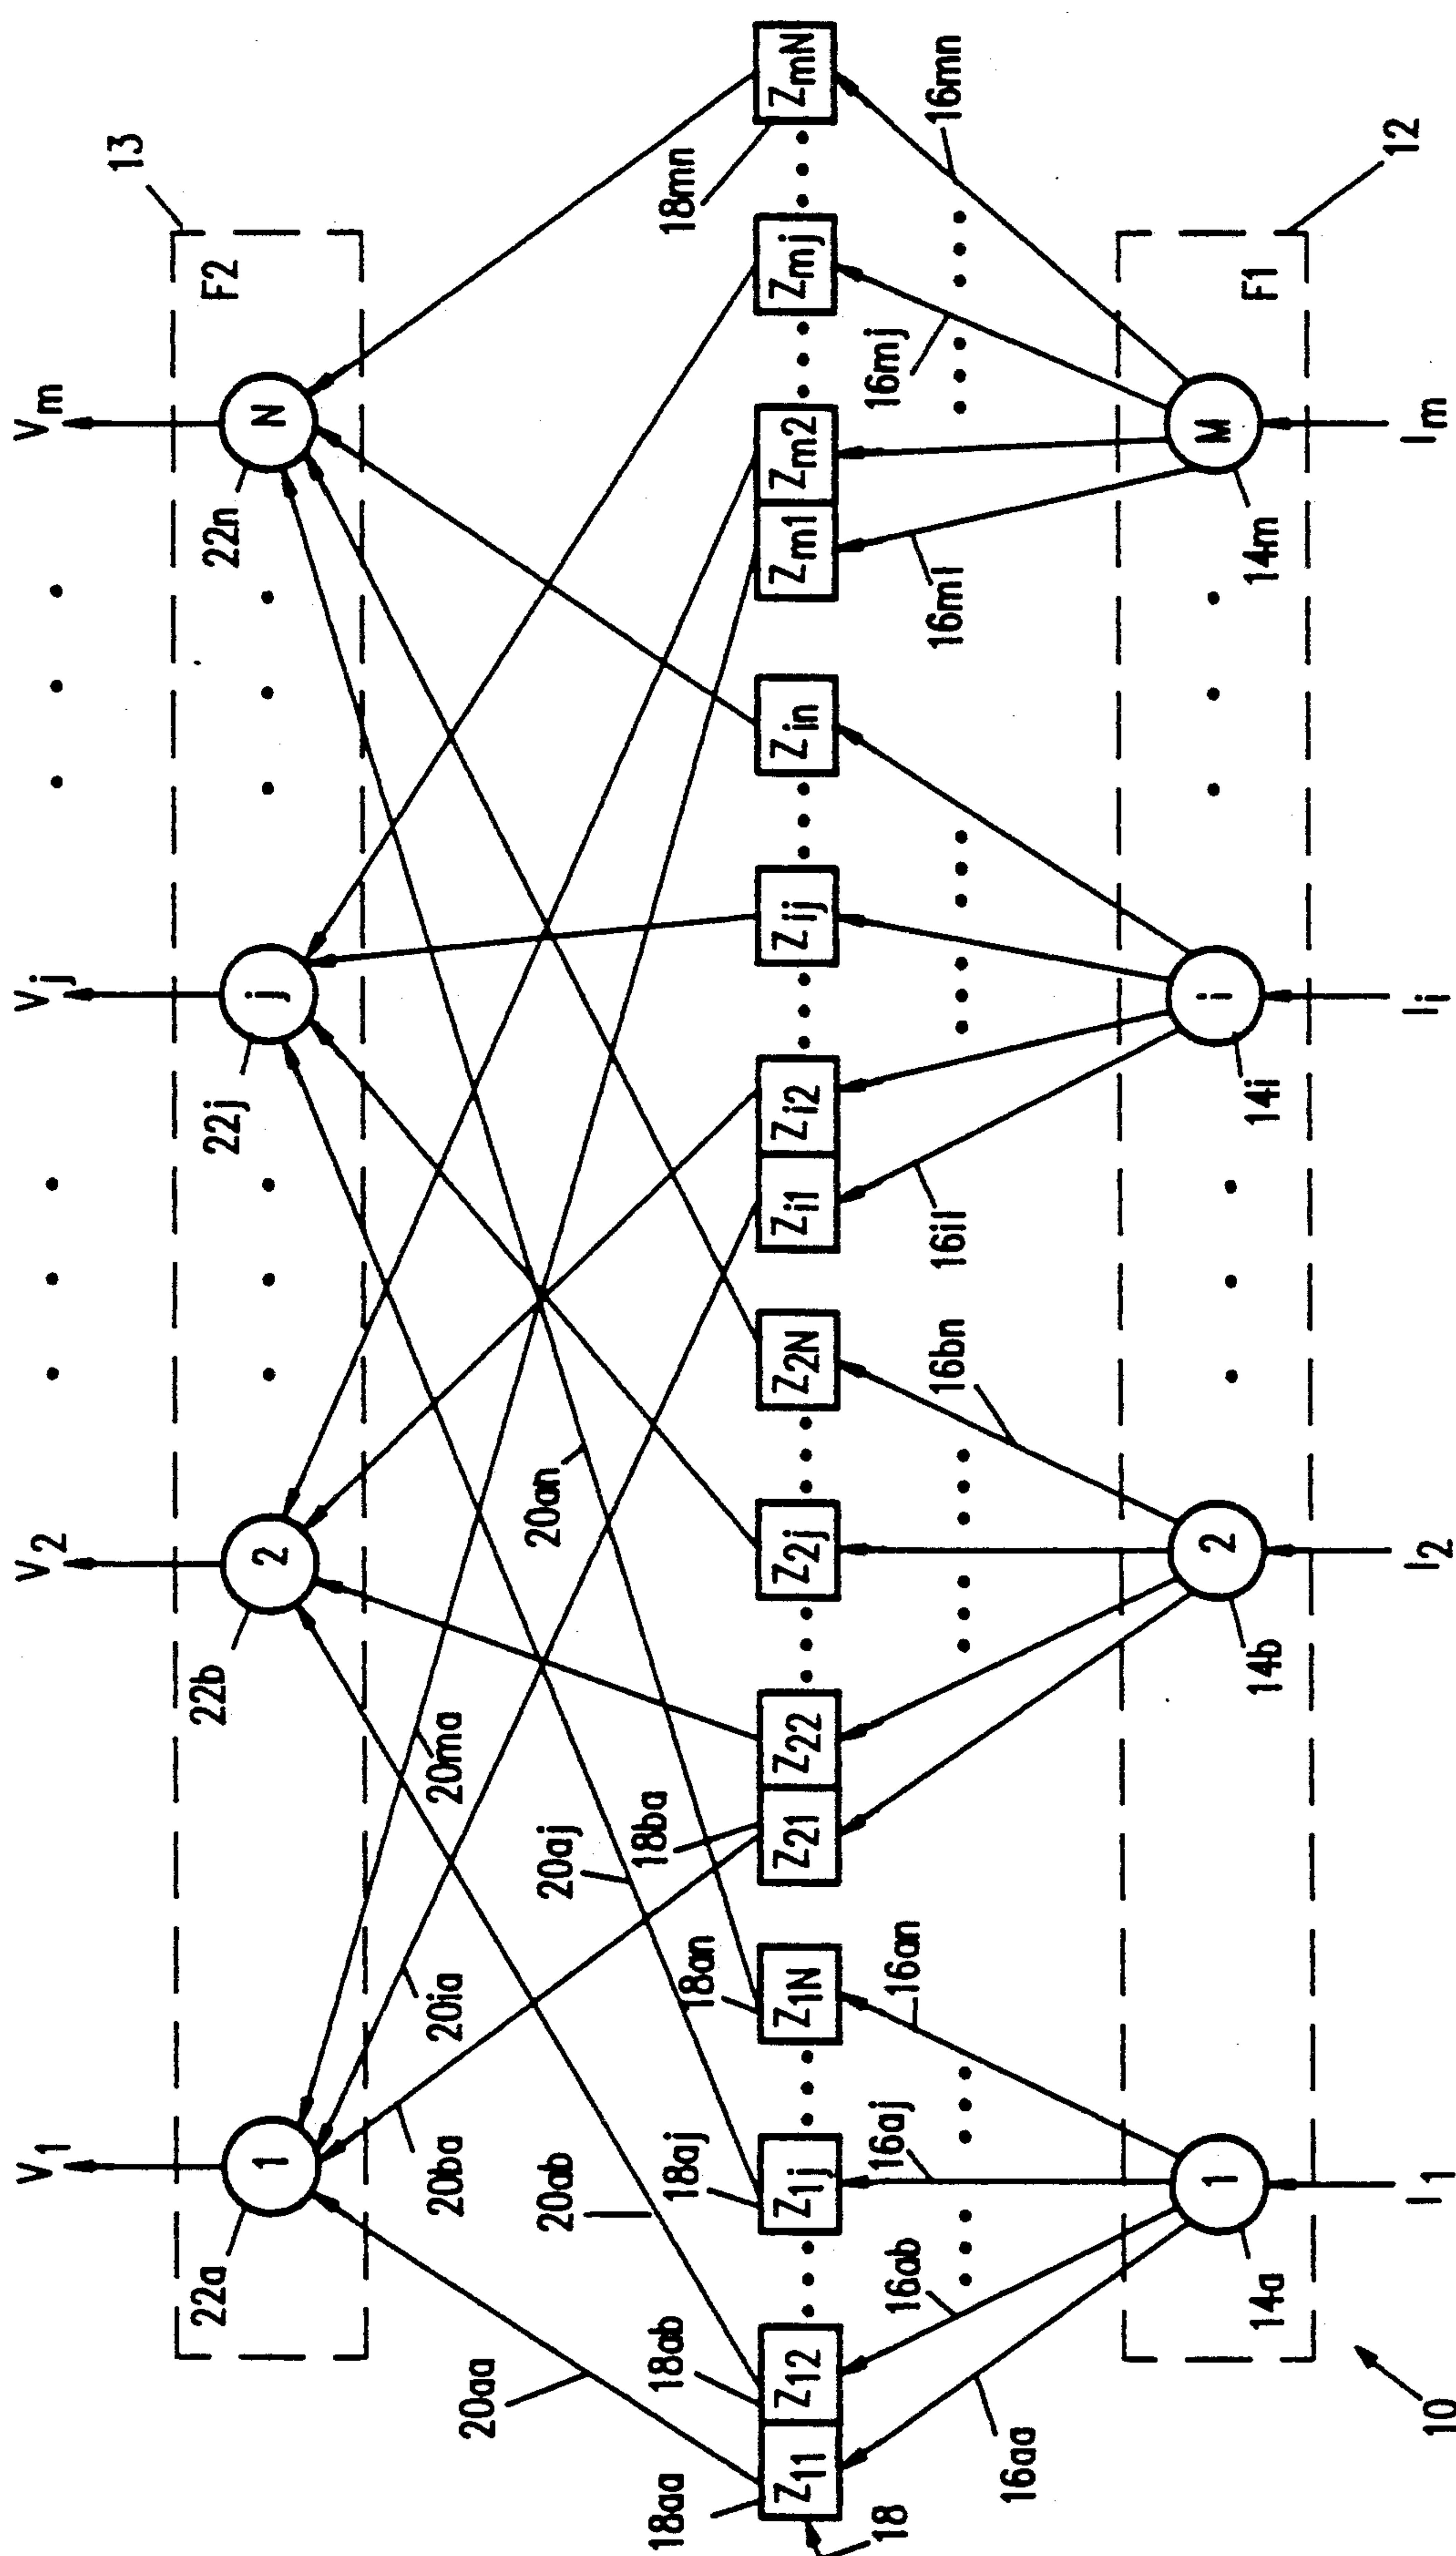 V1 V2 Vj Vm
13
F2
1 2 j N
22a 22b 22j 22n
20aa 20ab 20ba 20ia 20ma 20aj 20an
18aa 18ab 18aj 18an 18ba 18mn
18
Z11 Z12 Z1j Z1N Z21 Z22 Z2j Z2N Zi1 Zi2 Zij Zin Zm1 Zm2 Zmj ZmN
16aa 16ab 16aj 16an 16bn 16il 16ml 16mj 16mn
1 2 i M
F1
12
14a 14b 14i 14m
I1 I2 Ii Im
10